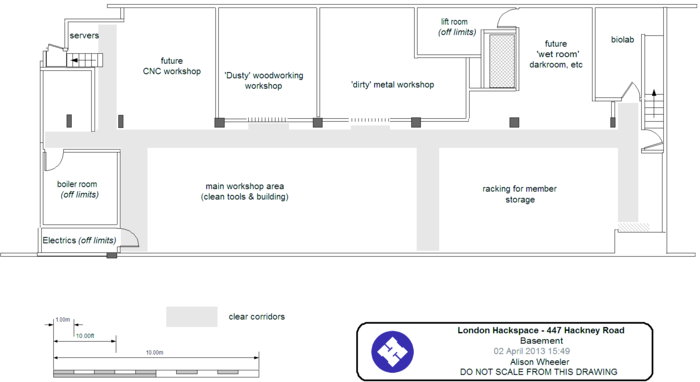 servers
future
CNC workshop
'Dusty' woodworking
workshop
'dirty' metal workshop
lift room
(off limits)
future
'wet room'
darkroom, etc
biolab
boiler room
(off limits)
main workshop area
(clean tools & building)
racking for member
storage
Electrics (off limits)
1.00m
10.00ft
10.00m
clear corridors
London Hackspace - 447 Hackney Road
Basement
02 April 2013 15:49
Alison Wheeler
DO NOT SCALE FROM THIS DRAWING